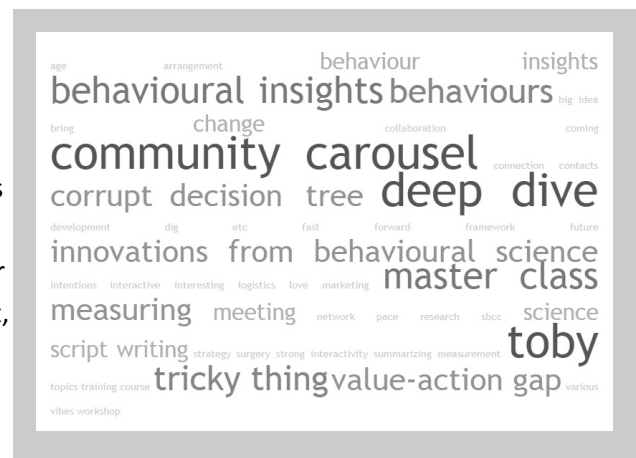 age arrangement behaviour insights
behavioural insights behaviours big idea
bring change collaboration coming
community carousel connection contacts
s
corrupt decision tree deep dive
development dig etc fast forward framework future
innovations from behavioural science
r
intentions interactive interesting logistics love marketing master class
measuring meeting network pace research sbcc science
script writing strategy surgery strong interactivity summarizing measurement toby
topics training course tricky thing value-action gap various
vibes workshop